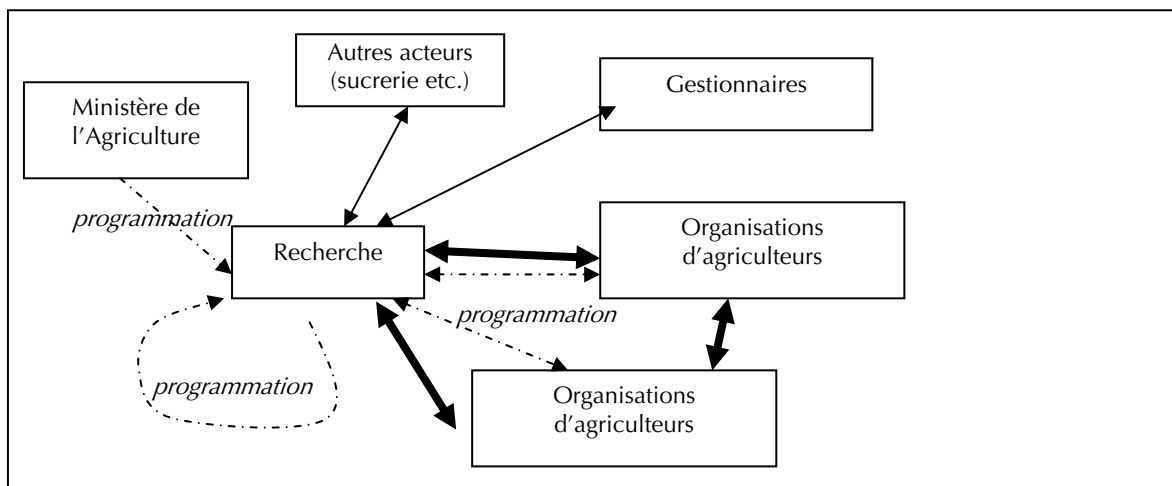 Autres acteurs
(sucrerie etc.)
Gestionnaires
Ministère de
l'Agriculture
programmation
Recherche
Organisations
d'agriculteurs
programmation
programmation
Organisations
d'agriculteurs